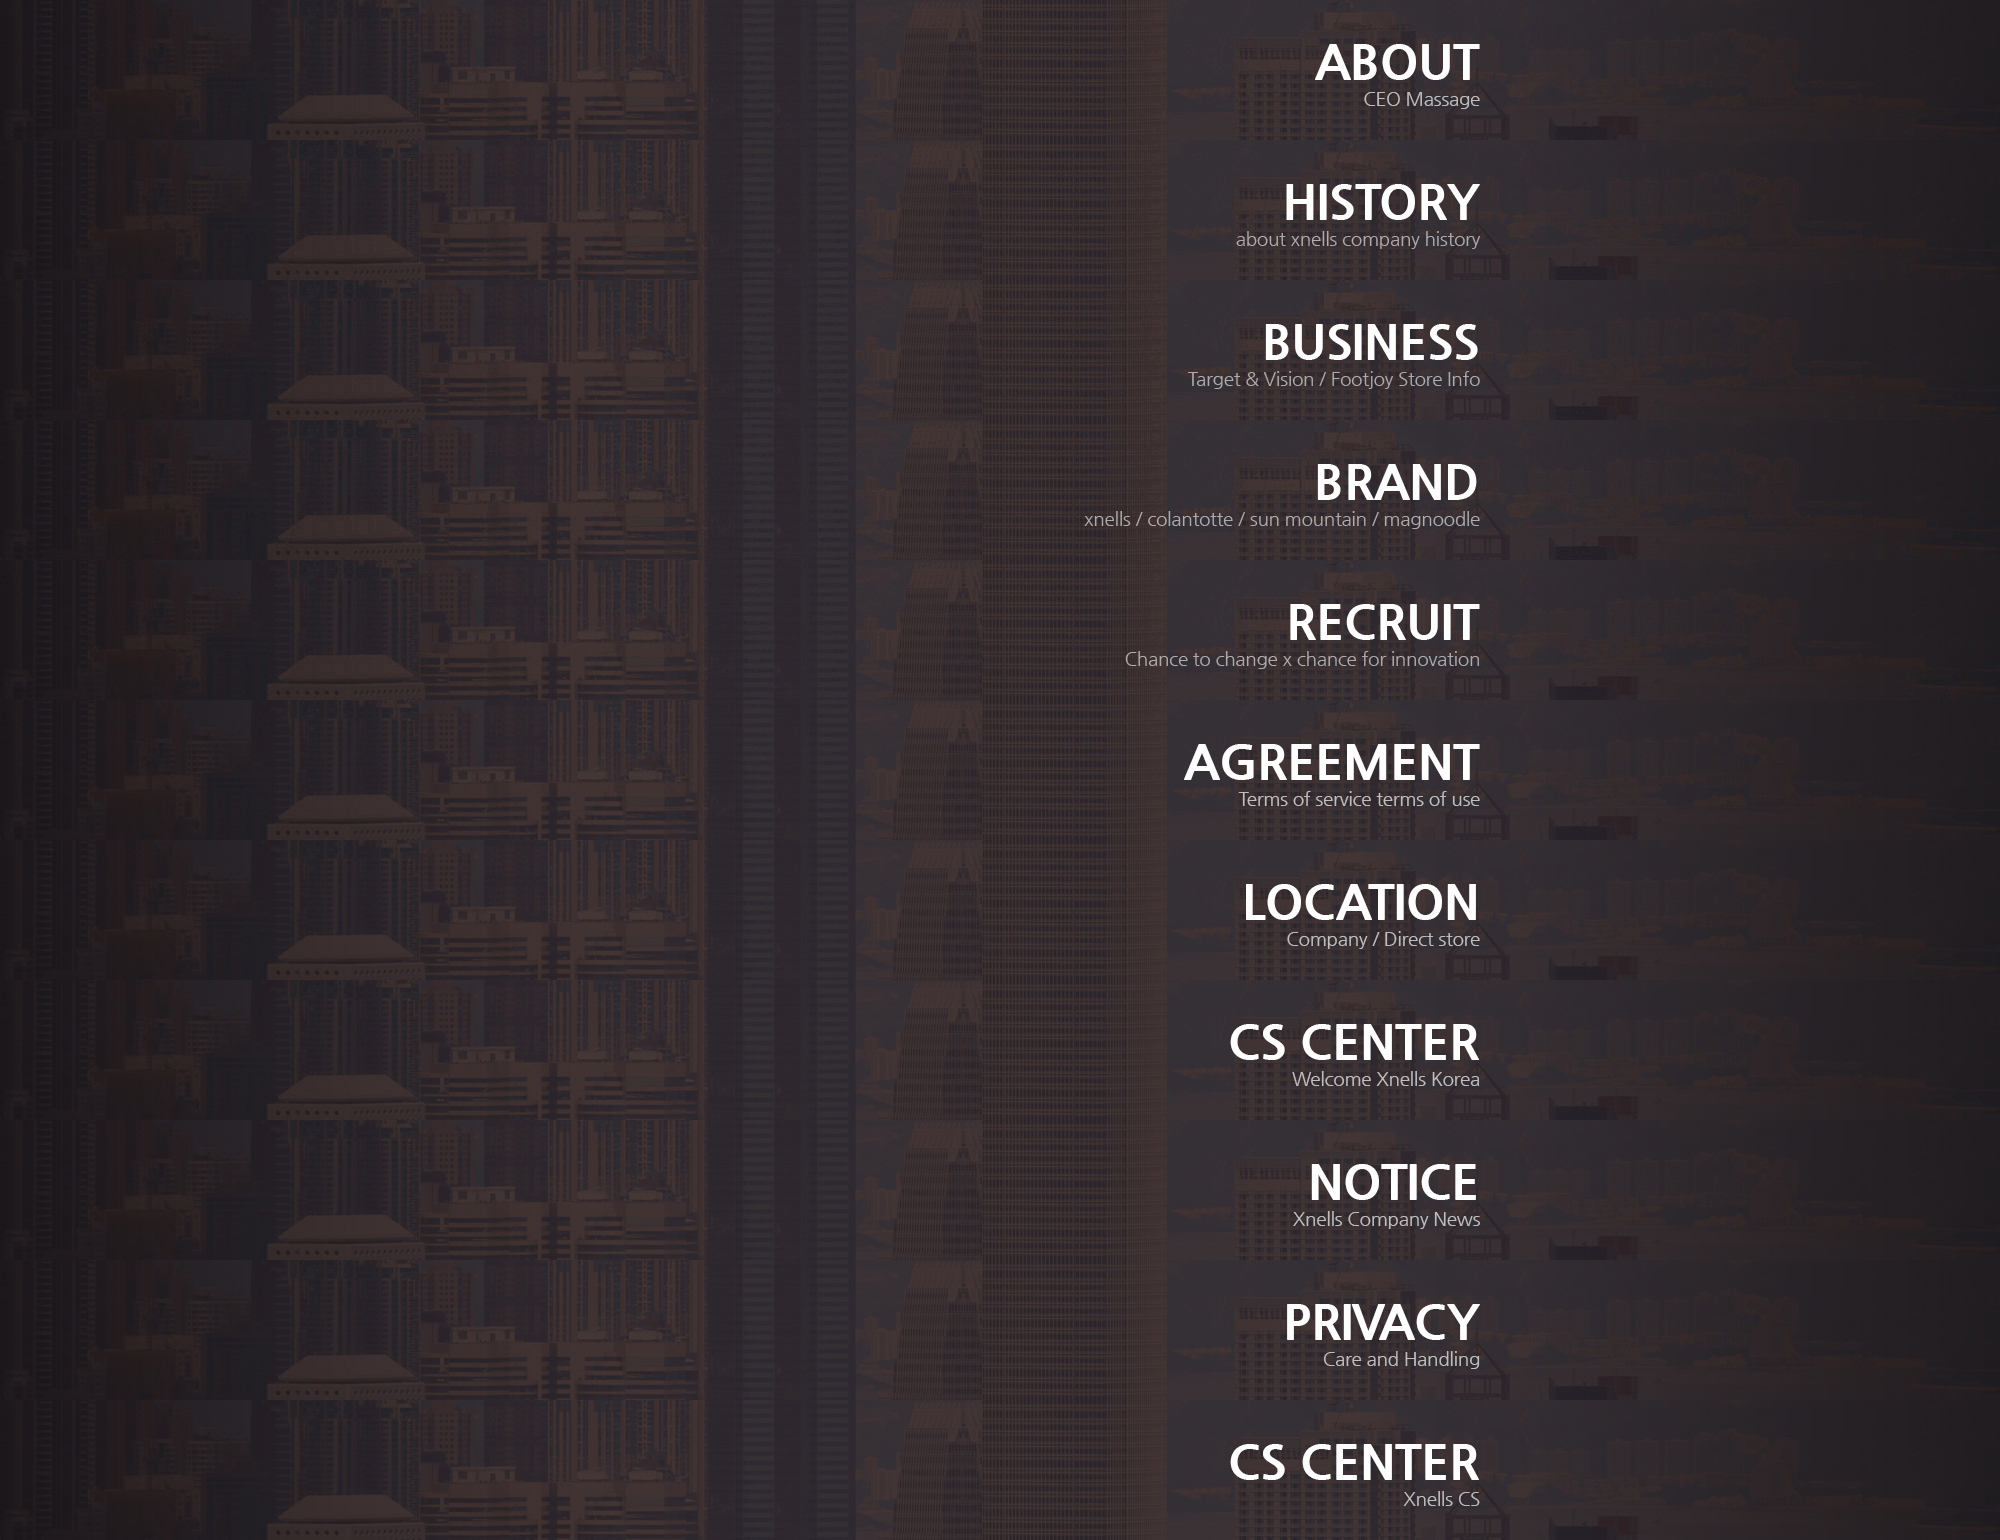 ABOUT
CEO Massage
HISTORY
about xnells company history
BUSINESS
Target & Vision / Footjoy Store Info
BRAND
xnells / colantotte / sun mountain / magnoodle
RECRUIT
Chance to change x chance for innovation
AGREEMENT
Terms of service terms of use
LOCATION
Company / Direct store
CS CENTER
Welcome Xnells Korea
NOTICE
Xnells Company News
PRIVACY
Care and Handling
CS CENTER
Xnells CS